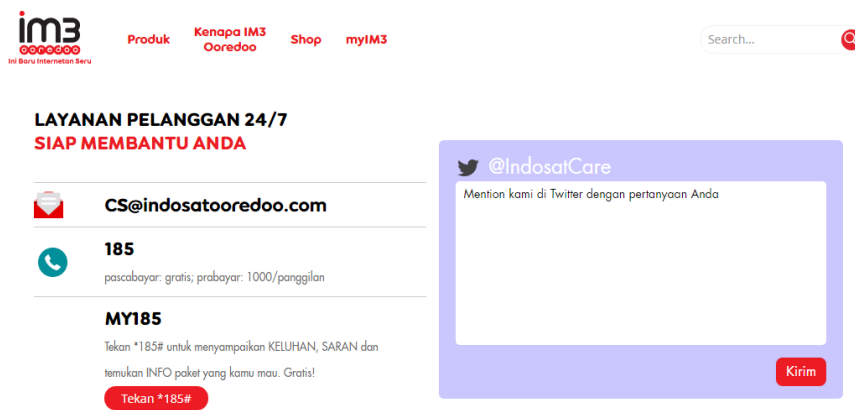 im3
ooredoo
Ini Baru Internetan Seru
Produk
Kenapa IM3
Ooredoo
Shop
myIM3
Search...
LAYANAN PELANGGAN 24/7
SIAP MEMBANTU ANDA
CS@indosatooredoo.com
185
pascabayar: gratis; prabayar: 1000/panggilan
MY185
Tekan *185# untuk menyampaikan KELUHAN, SARAN dan
temukan INFO paket yang kamu mau. Gratis!
Tekan *185#
@IndosatCare
Mention kami di Twitter dengan pertanyaan Anda
Kirim